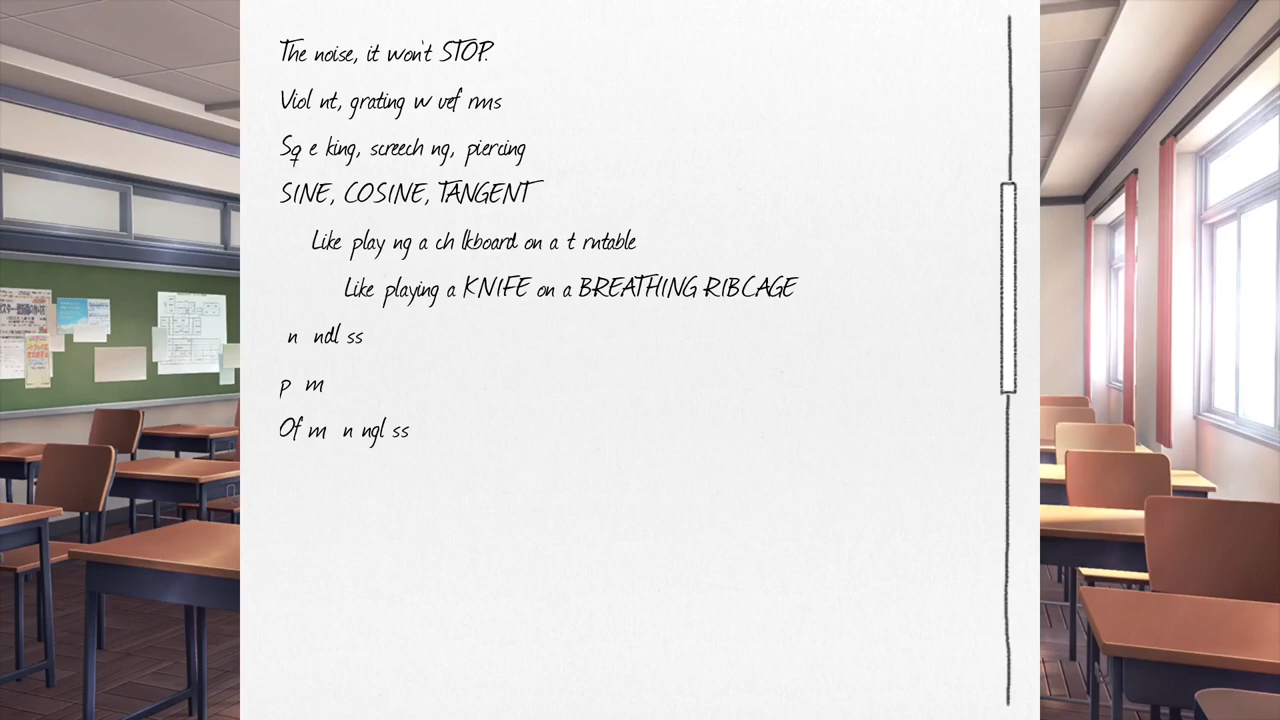 The noise, it won't STOP.
Viol nt, grating w vef rms
Sq e king, screech ng, piercing
SINE, COSINE, TANGENT
Like play ng a ch lkboard on a t rntable
Like playing a KNIFE on a BREATHING RIBCAGE
n ndl ss
p m
Of m n ngl ss